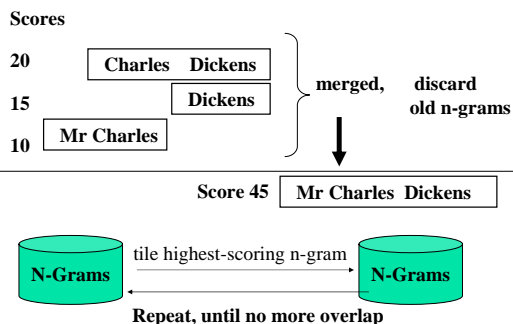 Scores
20 Charles Dickens
15 Dickens
10 Mr Charles
merged, discard
old n-grams
Score 45 Mr Charles Dickens
N-Grams
tile highest-scoring n-gram
N-Grams
Repeat, until no more overlap